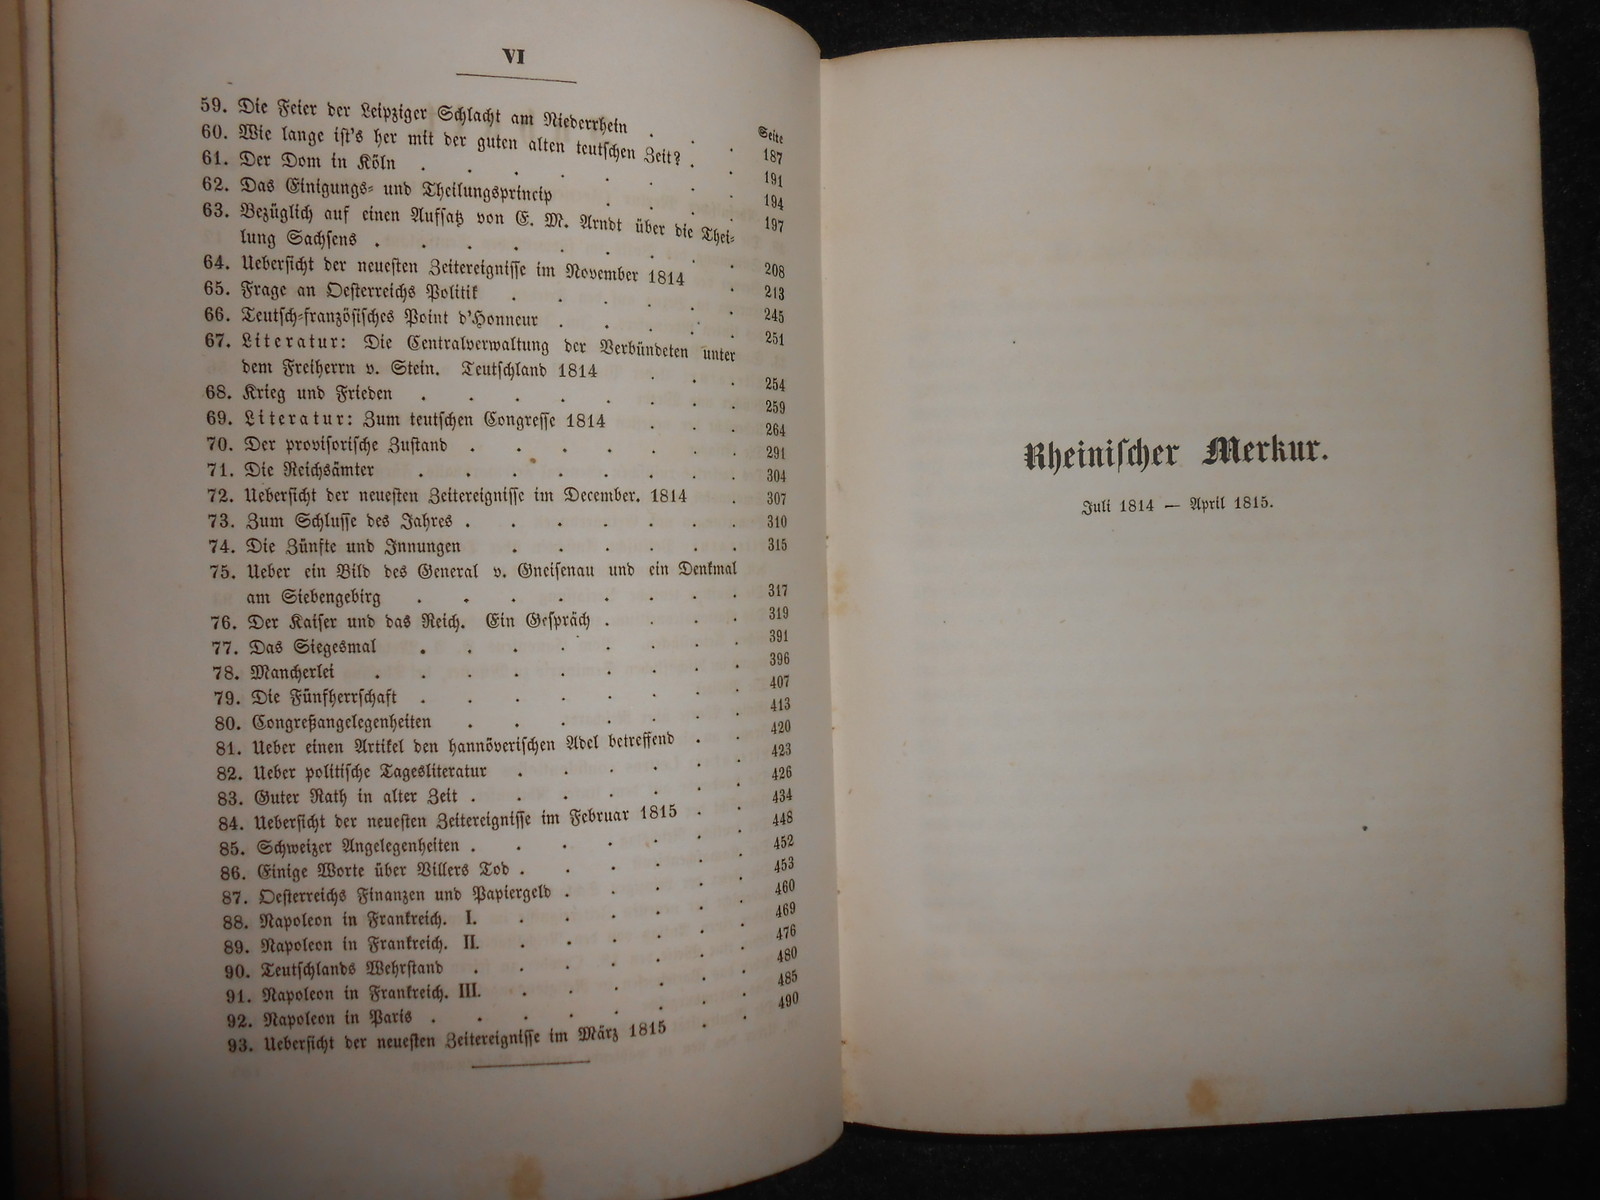 VI
Seite
59. Die Feier der Leipziger Schlacht am Niederrhein . . 187
60. Wie lange ist's her mit der guten alten teutschen Zeit? . . 191
61. Der Dom in Köln . . . . . . . 194
62. Das Einigungs- und Theilungsprincip . . . 197
63. Bezüglich auf einen Aufsatz von E. M. Arndt über die Thei-
lung Sachsens . . . . . . . . 208
64. Uebersicht der neuesten Zeitereignisse im November 1814 . 213
65. Frage an Oesterreichs Politik . . . . . 245
66. Teutsch-französisches Point d'Honneur . . . . 251
67. Literatur: Die Centralverwaltung der Verbündeten unter
dem Freiherrn v. Stein. Teutschland 1814 . . . 254
68. Krieg und Frieden . . . . . . . 259
69. Literatur: Zum teutschen Congresse 1814 . . . 264
70. Der provisorische Zustand . . . . . . 291
71. Die Reichsämter . . . . . . . 304
72. Uebersicht der neuesten Zeitereignisse im December. 1814 . 307
73. Zum Schlusse des Jahres . . . . . . . 310
74. Die Zünfte und Innungen . . . . . . 315
75. Ueber ein Bild des General v. Gneisenau und ein Denkmal
am Siebengebirg . . . . . . . 317
76. Der Kaiser und das Reich. Ein Gespräch . . . . 319
77. Das Siegesmal . . . . . . . 391
78. Mancherlei . . . . . . . . 396
79. Die Fünfherrschaft . . . . . . . 407
80. Congreßangelegenheiten . . . . . . 413
81. Ueber einen Artikel den hannöverischen Adel betreffend . . 420
82. Ueber politische Tagesliteratur . . . . . 423
83. Guter Rath in alter Zeit . . . . . . . 426
84. Uebersicht der neuesten Zeitereignisse im Februar 1815 . . 434
85. Schweizer Angelegenheiten . . . . . . . 448
86. Einige Worte über Villers Tod . . . . . . 452
87. Oesterreichs Finanzen und Papiergeld . . . . . 453
88. Napoleon in Frankreich. I. . . . . . . 460
89. Napoleon in Frankreich. II. . . . . . . 469
90. Teutschlands Wehrstand . . . . . . . 476
91. Napoleon in Frankreich. III. . . . . . . 480
92. Napoleon in Paris . . . . . . . . 485
93. Uebersicht der neuesten Zeitereignisse im März 1815 . . 490
Rheinischer Merkur.
Juli 1814 — April 1815.